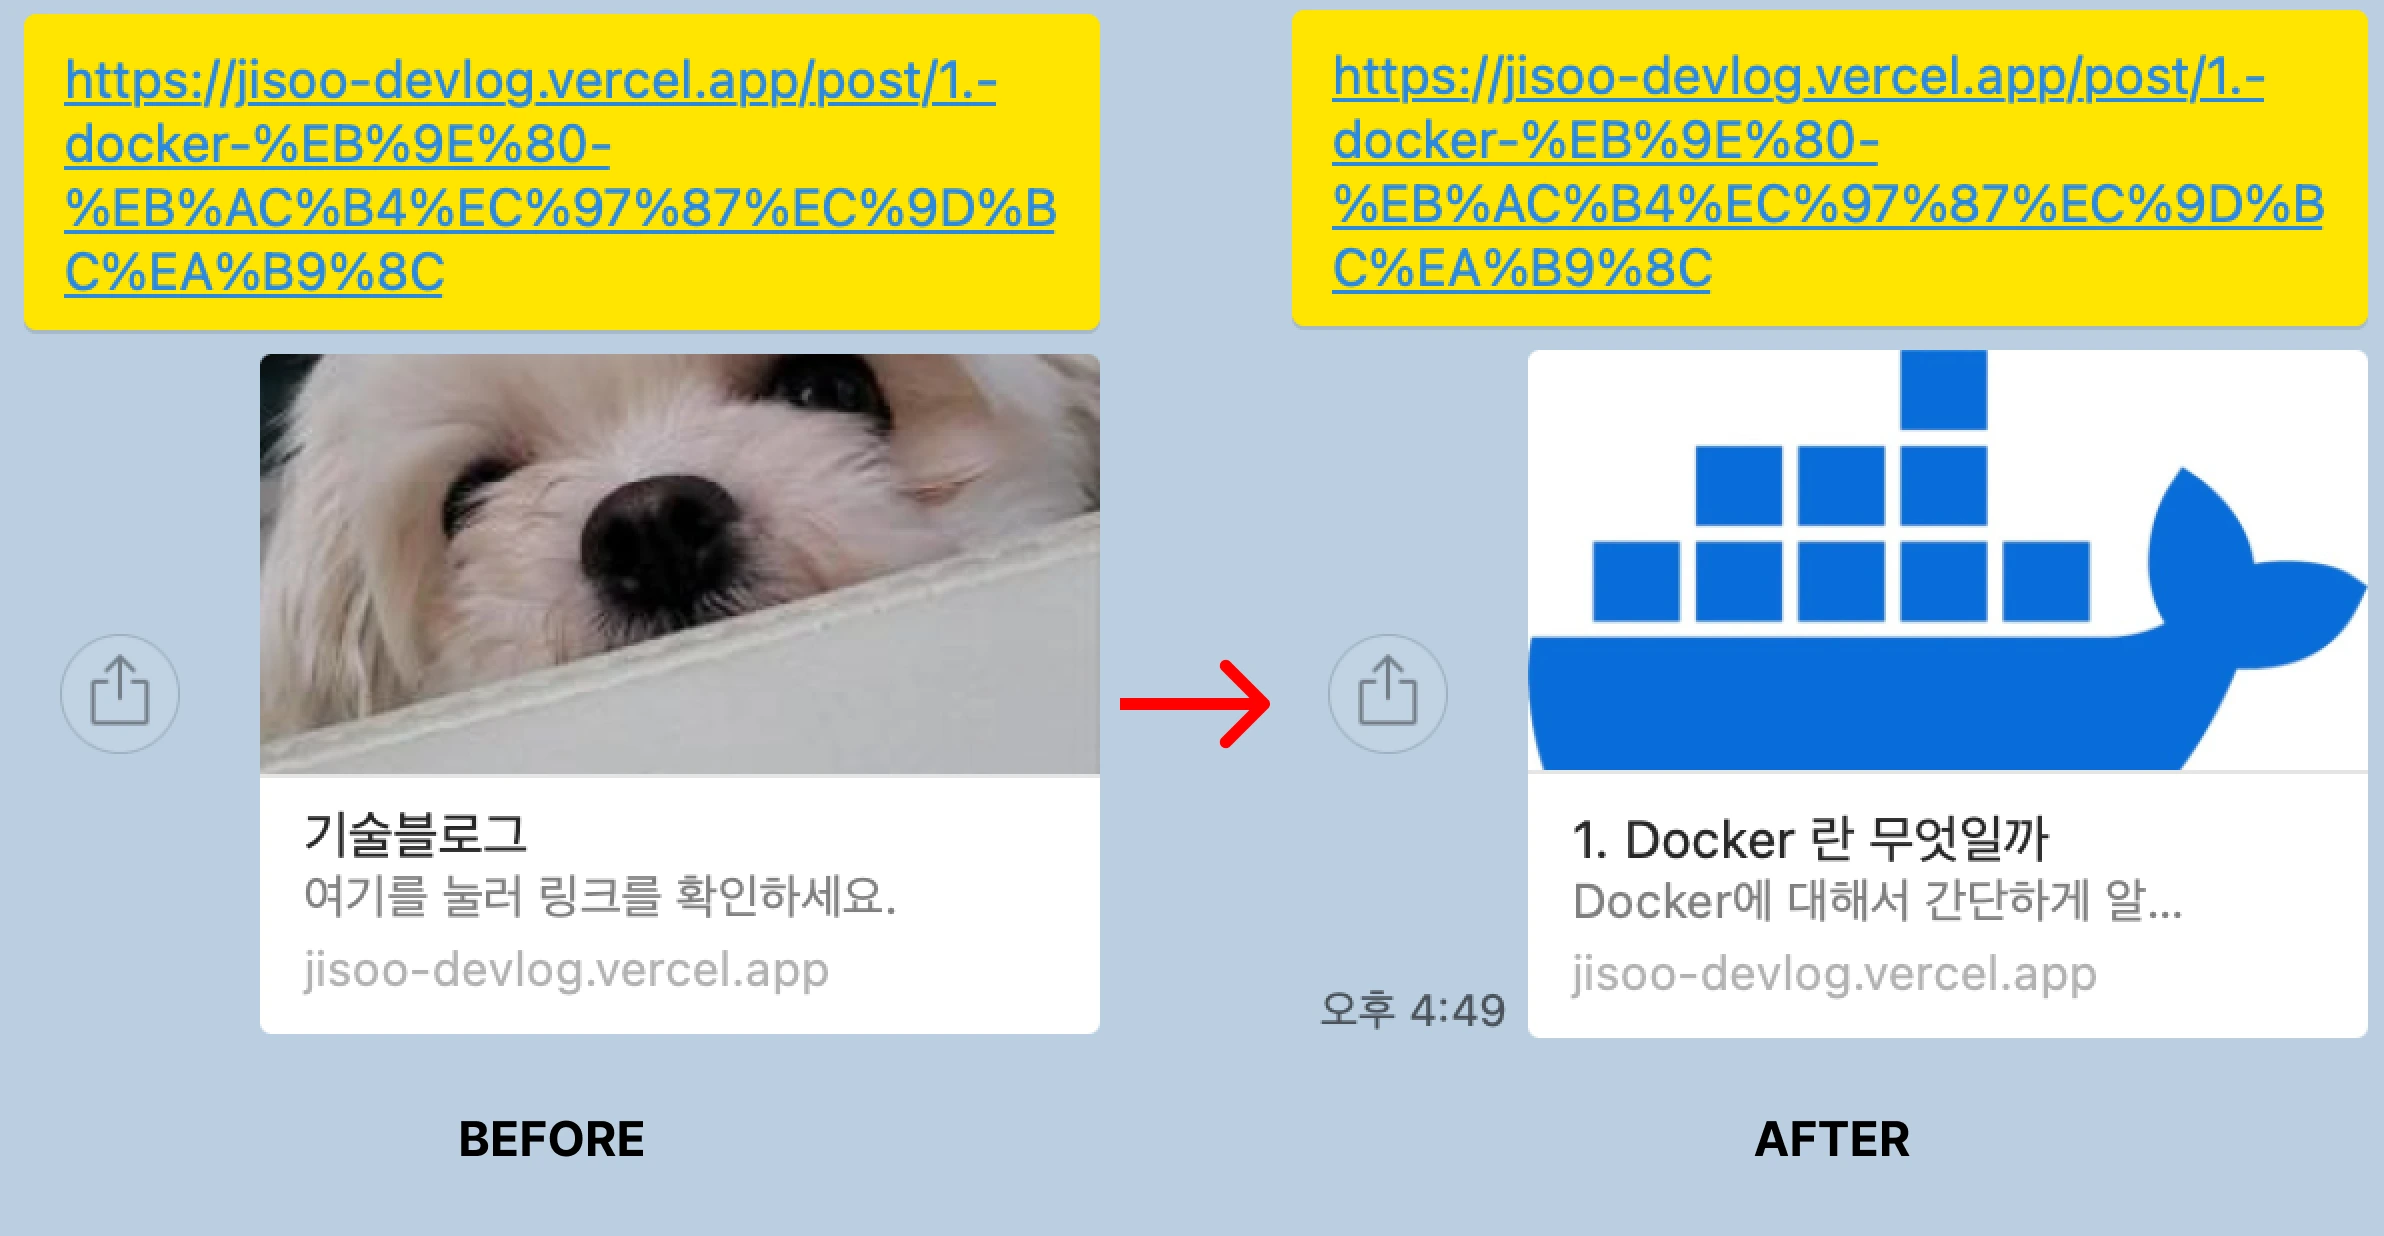 https://jisoo-devlog.vercel.app/post/1.-
docker-%EB%9E%80-
%EB%AC%B4%EC%97%87%EC%9D%B
C%EA%B9%8C
기술블로그
여기를 눌러 링크를 확인하세요.
jisoo-devlog.vercel.app
BEFORE
https://jisoo-devlog.vercel.app/post/1.-
docker-%EB%9E%80-
%EB%AC%B4%EC%97%87%EC%9D%B
C%EA%B9%8C
1. Docker 란 무엇일까
Docker에 대해서 간단하게 알...
jisoo-devlog.vercel.app
오후 4:49
AFTER